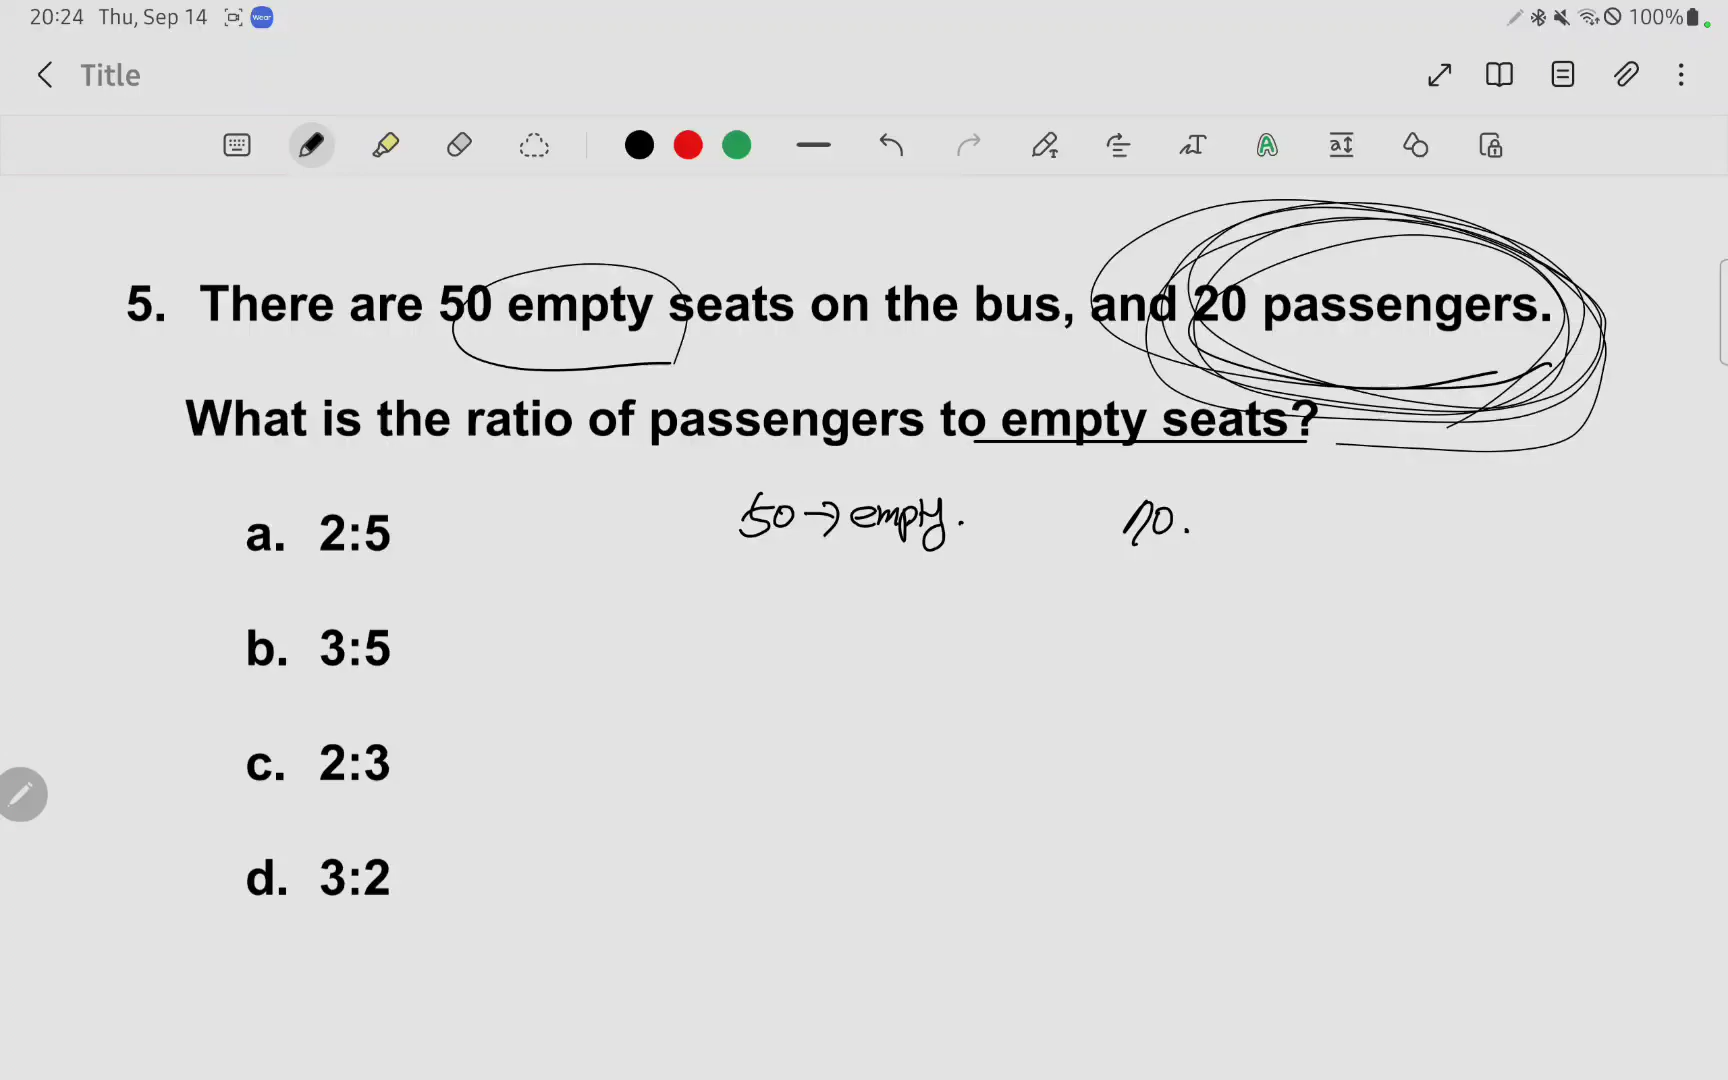 20:24 Thu, Sep 14 Wear 100%
Title
5. There are 50 empty seats on the bus, and 20 passengers.
What is the ratio of passengers to empty seats?
50 → empty.
a. 2:5
b. 3:5
c. 2:3
d. 3:2